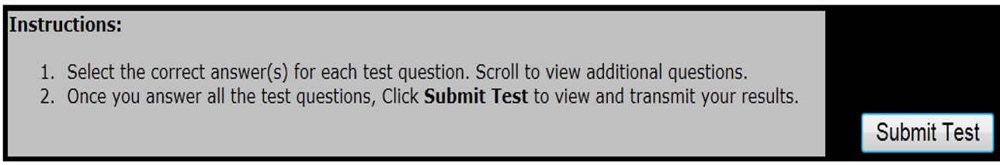 Instructions:
1. Select the correct answer(s) for each test question. Scroll to view additional questions.
2. Once you answer all the test questions, Click Submit Test to view and transmit your results.
Submit Test